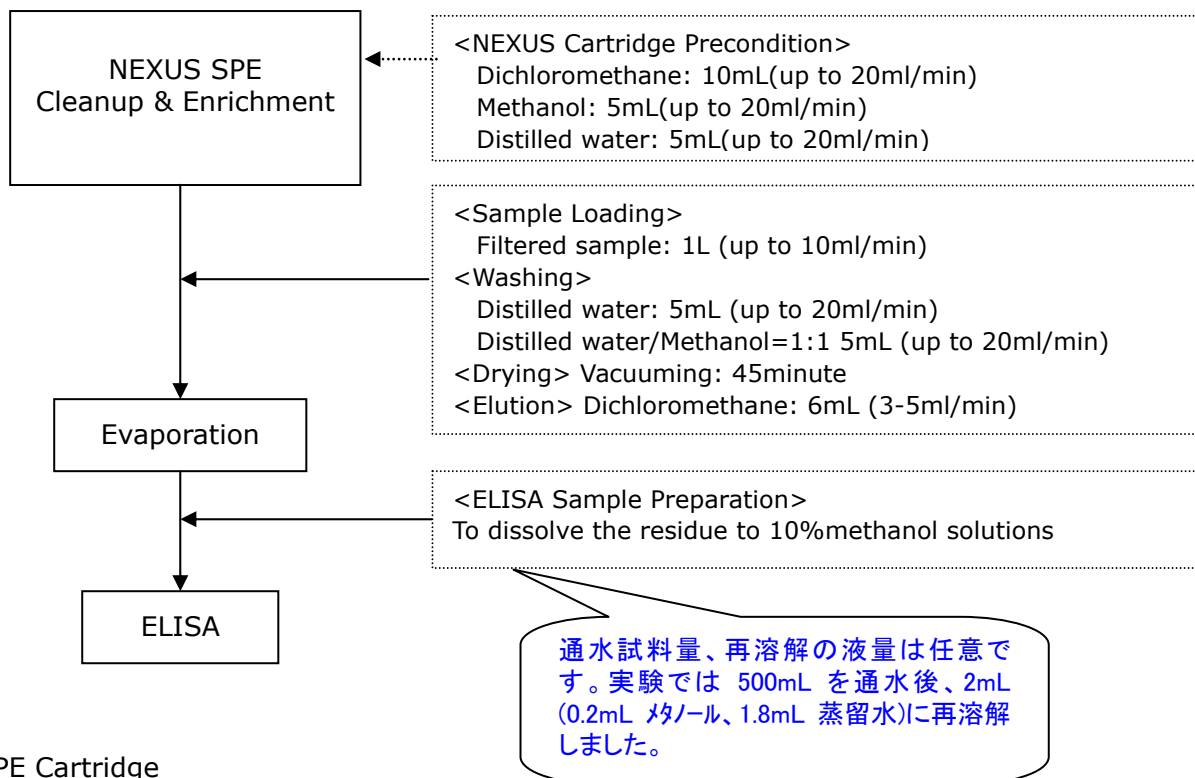 NEXUS SPE
Cleanup & Enrichment
<NEXUS Cartridge Precondition>
Dichloromethane: 10mL(up to 20ml/min)
Methanol: 5mL(up to 20ml/min)
Distilled water: 5mL(up to 20ml/min)
<Sample Loading>
Filtered sample: 1L (up to 10ml/min)
<Washing>
Distilled water: 5mL (up to 20ml/min)
Distilled water/Methanol=1:1 5mL (up to 20ml/min)
<Drying> Vacuuming: 45minute
<Elution> Dichloromethane: 6mL (3-5ml/min)
Evaporation
<ELISA Sample Preparation>
To dissolve the residue to 10%methanol solutions
ELISA
通水試料量、再溶解の液量は任意で
す。実験では 500mL を通水後、2mL
(0.2mL ﾒﾀﾉｰﾙ、1.8mL 蒸留水)に再溶解
しました。
PE Cartridge